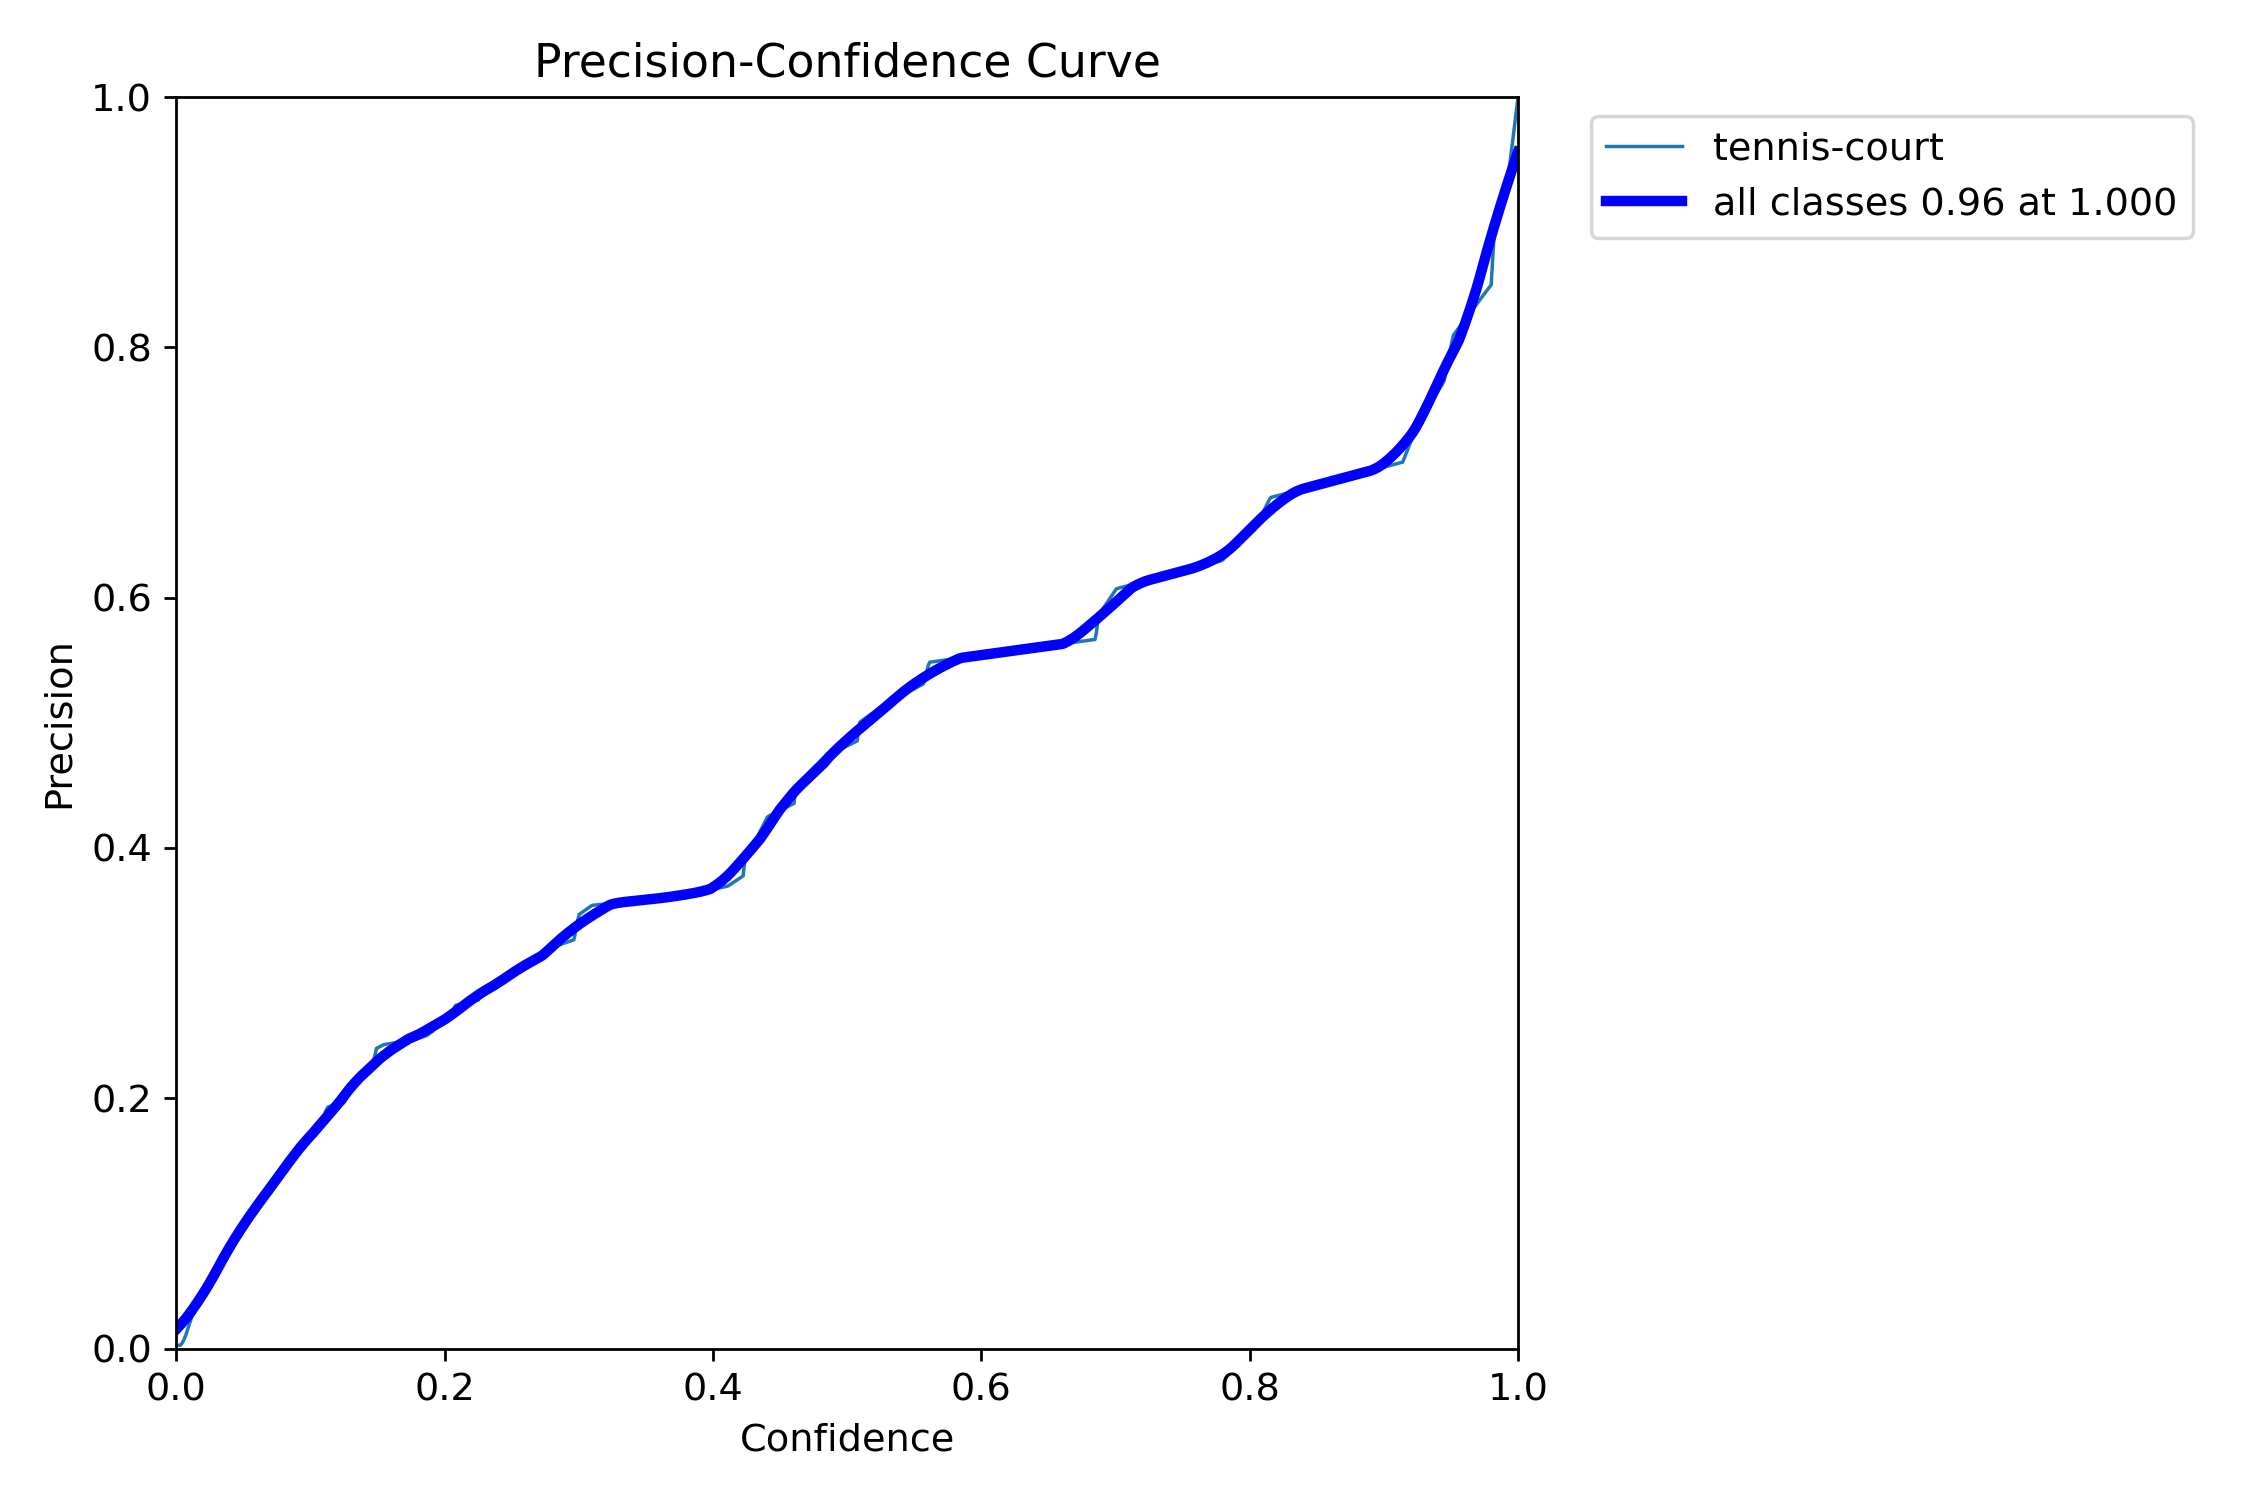 Precision-Confidence Curve
tennis-court
all classes 0.96 at 1.000
Precision
1.0
0.8
0.6
0.4
0.2
0.0
0.0 0.2 0.4 0.6 0.8 1.0
Confidence